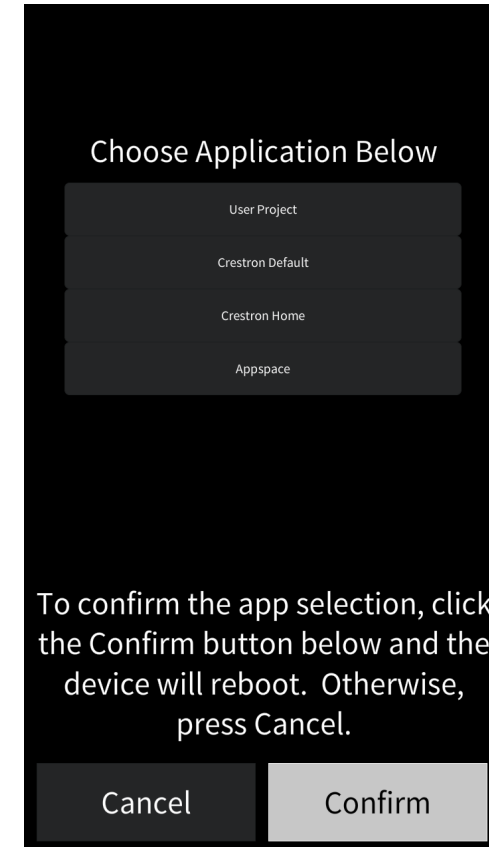 Choose Application Below
User Project
Crestron Default
Crestron Home
Appspace
To confirm the app selection, click
the Confirm button below and the
device will reboot.  Otherwise,
press Cancel.
Cancel
Confirm